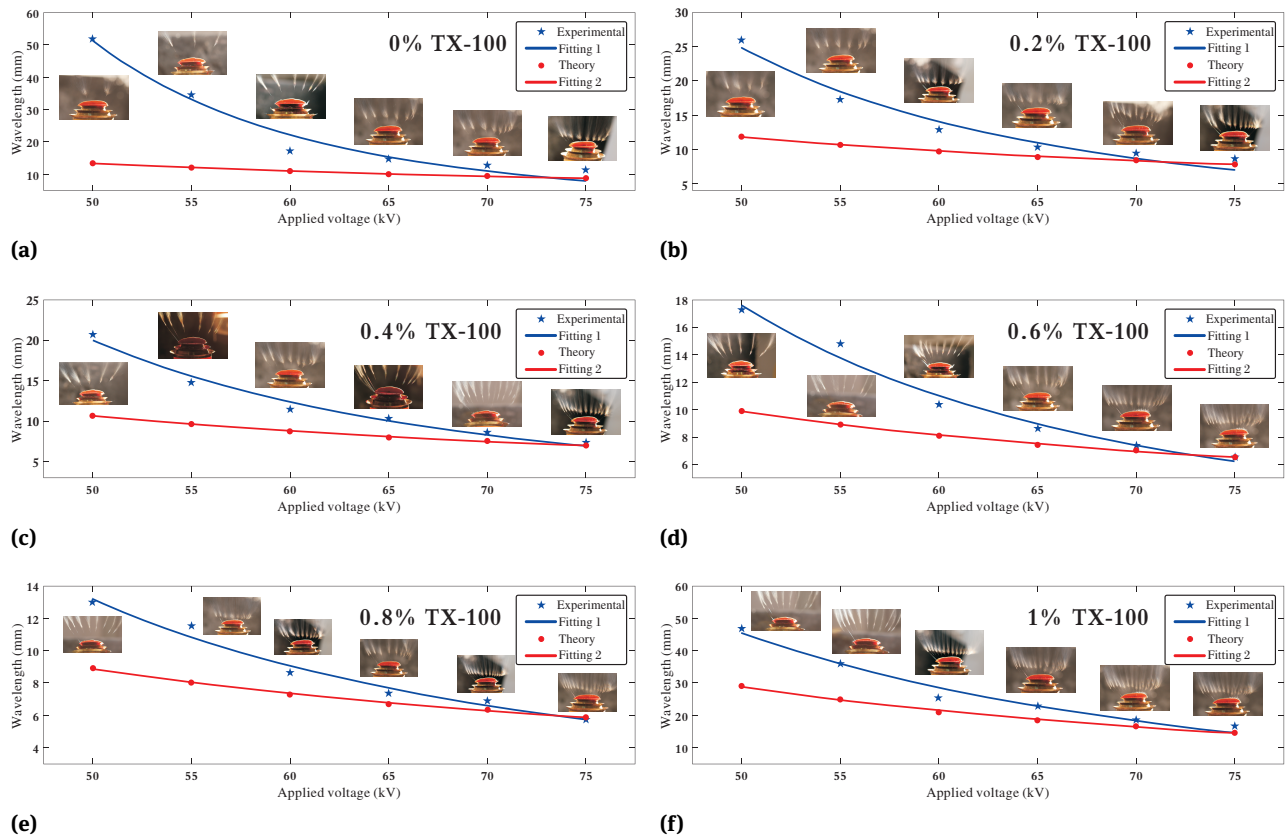 0% TX-100
Experimental
Fitting 1
Theory
Fitting 2
Wavelength (mm)
60
50
40
30
20
10
50 55 60 65 70 75
Applied voltage (kV)
(a)
0.2% TX-100
Experimental
Fitting 1
Theory
Fitting 2
Wavelength (mm)
30
25
20
15
10
5
50 55 60 65 70 75
Applied voltage (kV)
(b)
0.4% TX-100
Experimental
Fitting 1
Theory
Fitting 2
Wavelength (mm)
25
20
15
10
5
50 55 60 65 70 75
Applied voltage (kV)
(c)
0.6% TX-100
Experimental
Fitting 1
Theory
Fitting 2
Wavelength (mm)
18
16
14
12
10
8
6
50 55 60 65 70 75
Applied voltage (kV)
(d)
0.8% TX-100
Experimental
Fitting 1
Theory
Fitting 2
Wavelength (mm)
14
12
10
8
6
4
50 55 60 65 70 75
Applied voltage (kV)
(e)
1% TX-100
Experimental
Fitting 1
Theory
Fitting 2
Wavelength (mm)
60
50
40
30
20
10
50 55 60 65 70 75
Applied voltage (kV)
(f)